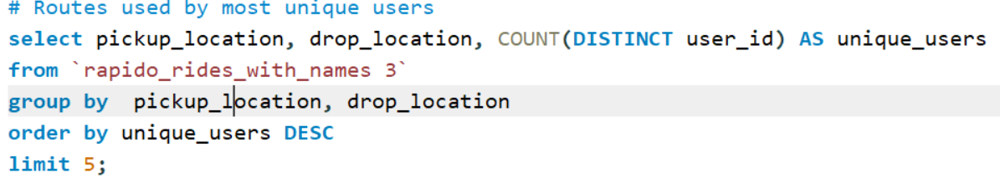 # Routes used by most unique users
select pickup_location, drop_location, COUNT(DISTINCT user_id) AS unique_users
from `rapido_rides_with_names 3`
group by  pickup_location, drop_location
order by unique_users DESC
limit 5;